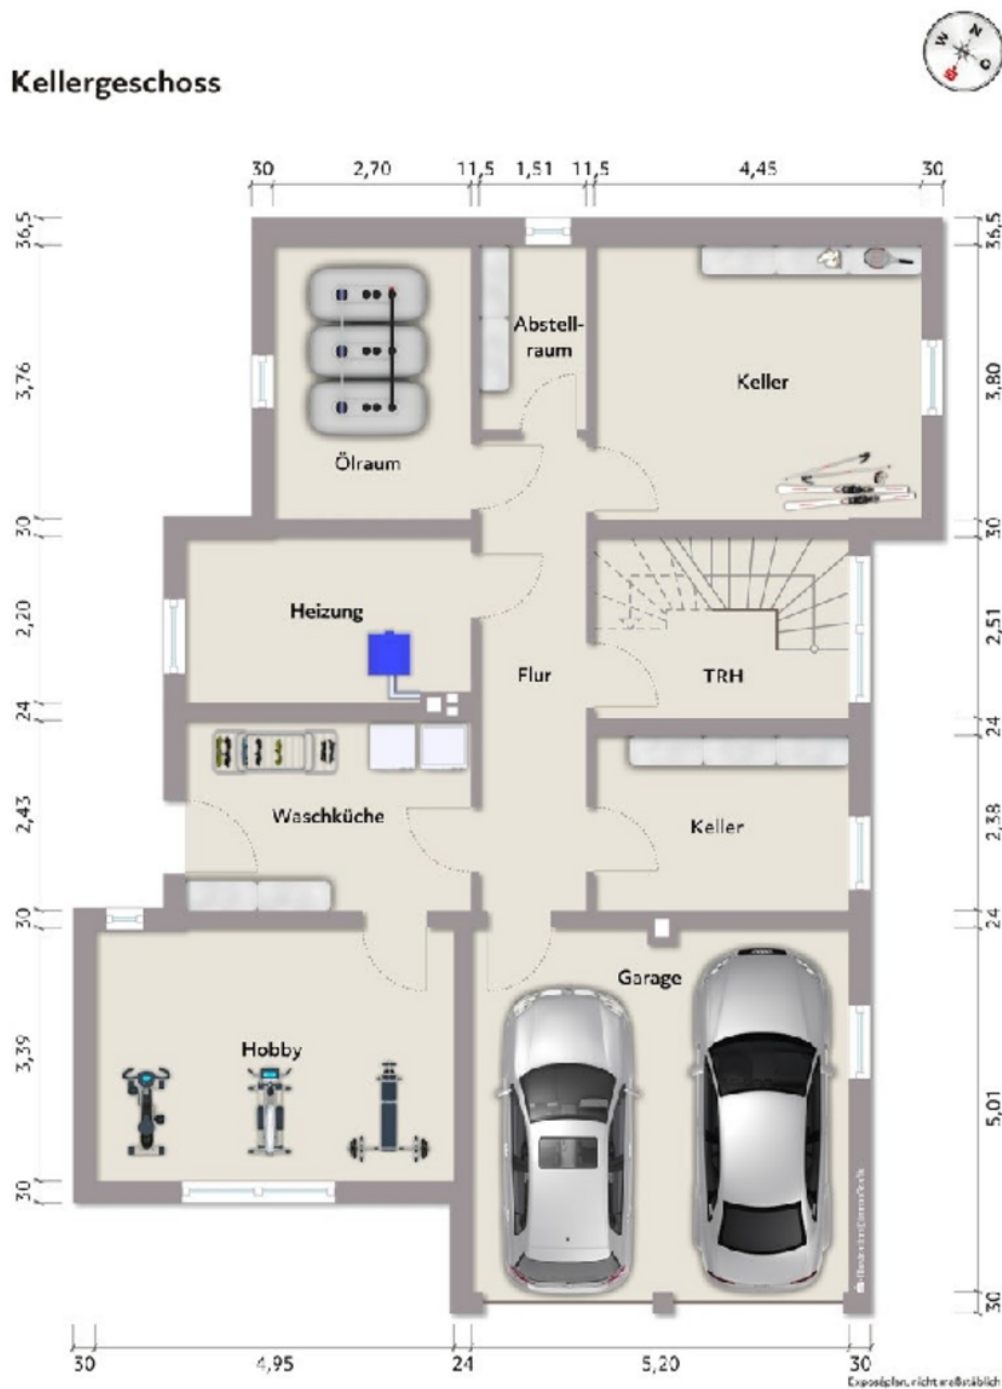 Kellergeschoss
W
N
O
30 2,70 11,5 1,51 11,5 4,45 30
36,5
36,5
Abstell-
raum
3,76
Keller
3,80
Ölraum
30
30
Heizung
2,20
2,51
Flur
TRH
24
24
Waschküche
2,43
Keller
2,38
30
24
Garage
Hobby
3,39
5,01
30
30
30 4,95 24 5,20 30
Exposéplan, nicht maßstäblich